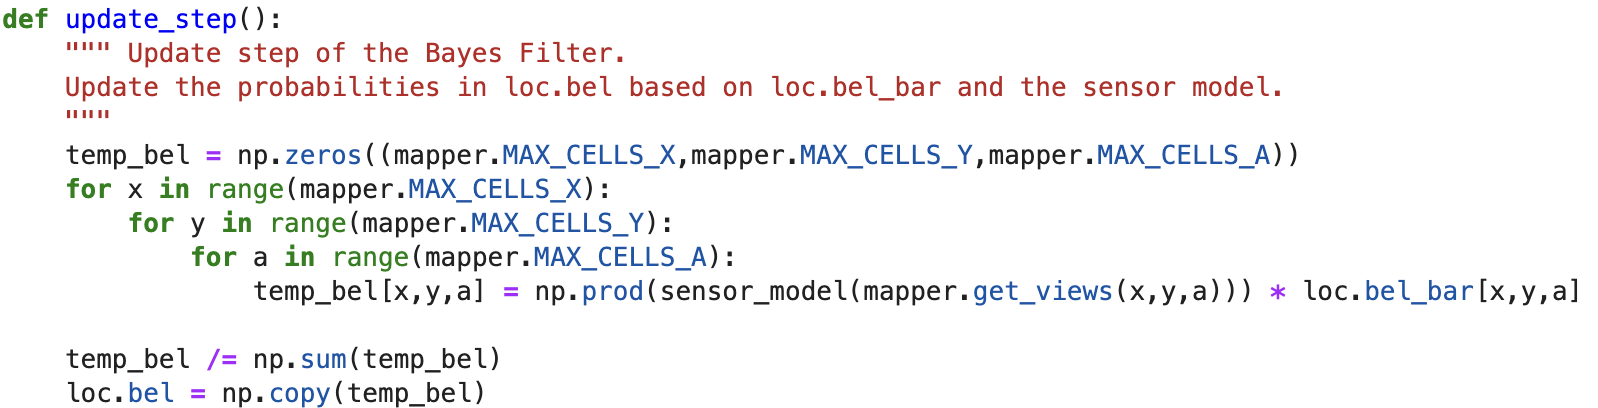 def update_step():
    """ Update step of the Bayes Filter.
    Update the probabilities in loc.bel based on loc.bel_bar and the sensor model.
    """
    temp_bel = np.zeros((mapper.MAX_CELLS_X,mapper.MAX_CELLS_Y,mapper.MAX_CELLS_A))
    for x in range(mapper.MAX_CELLS_X):
        for y in range(mapper.MAX_CELLS_Y):
            for a in range(mapper.MAX_CELLS_A):
                temp_bel[x,y,a] = np.prod(sensor_model(mapper.get_views(x,y,a))) * loc.bel_bar[x,y,a]

    temp_bel /= np.sum(temp_bel)
    loc.bel = np.copy(temp_bel)